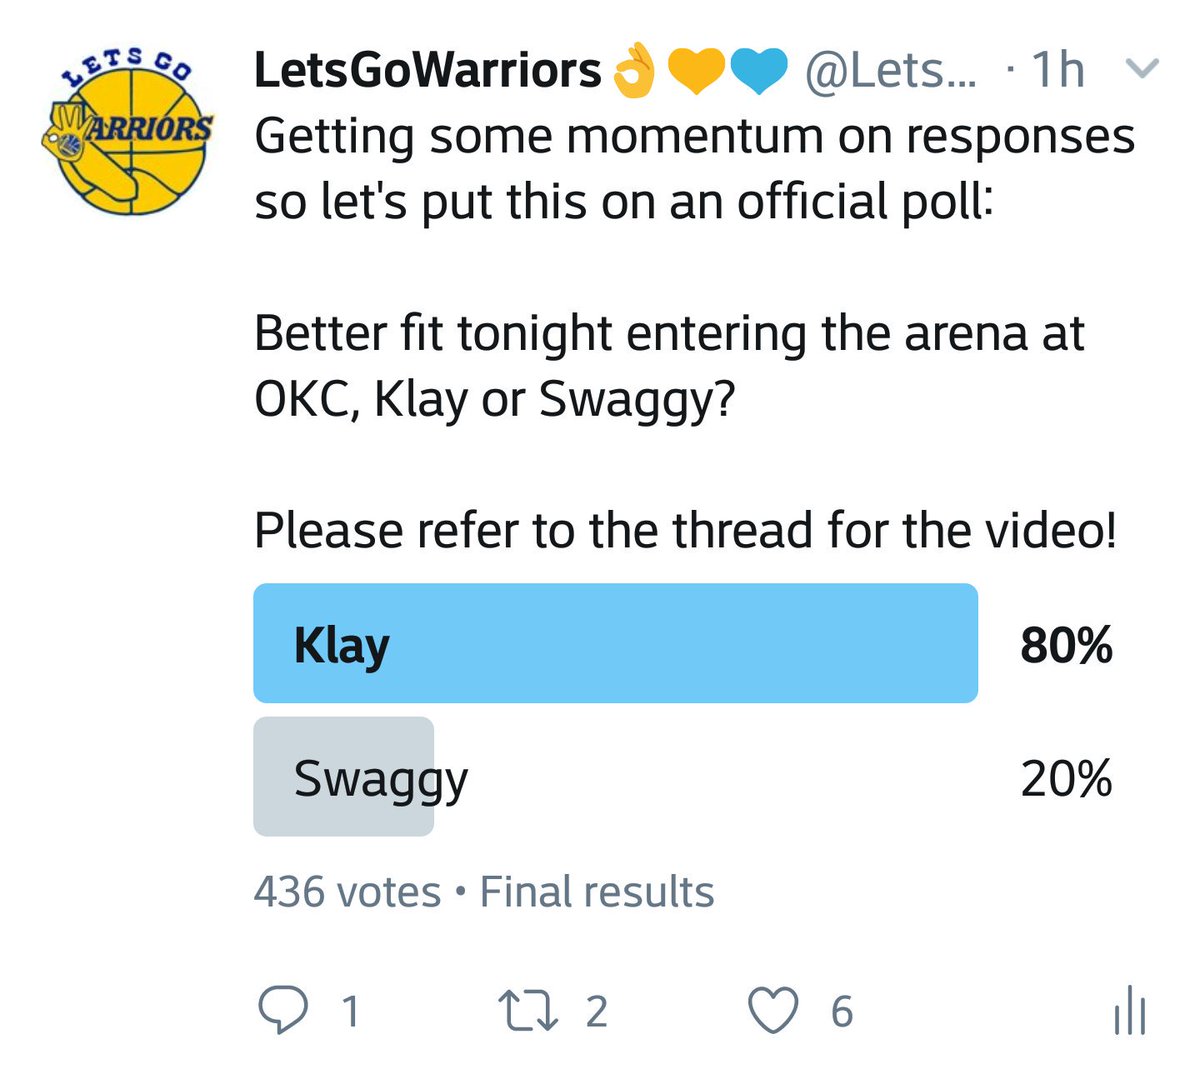 LETS GO
WARRIORS
LetsGoWarriors👌💛💙 @Lets... · 1h
Getting some momentum on responses
so let's put this on an official poll:
Better fit tonight entering the arena at
OKC, Klay or Swaggy?
Please refer to the thread for the video!
Klay 80%
Swaggy 20%
436 votes • Final results
1 2 6